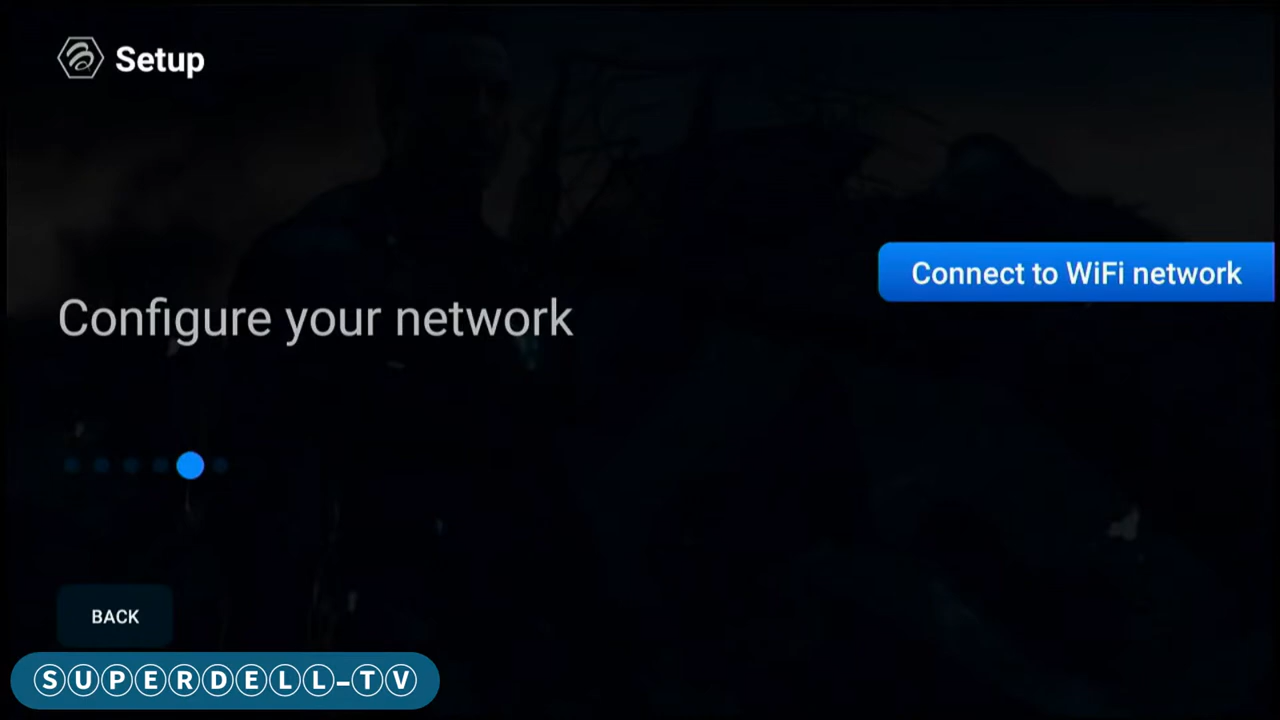 Setup
Connect to WiFi network
Configure your network
BACK
ⓈⓊⓅⒺⓇⒹⒺⓁⓁ-ⓉⓋ